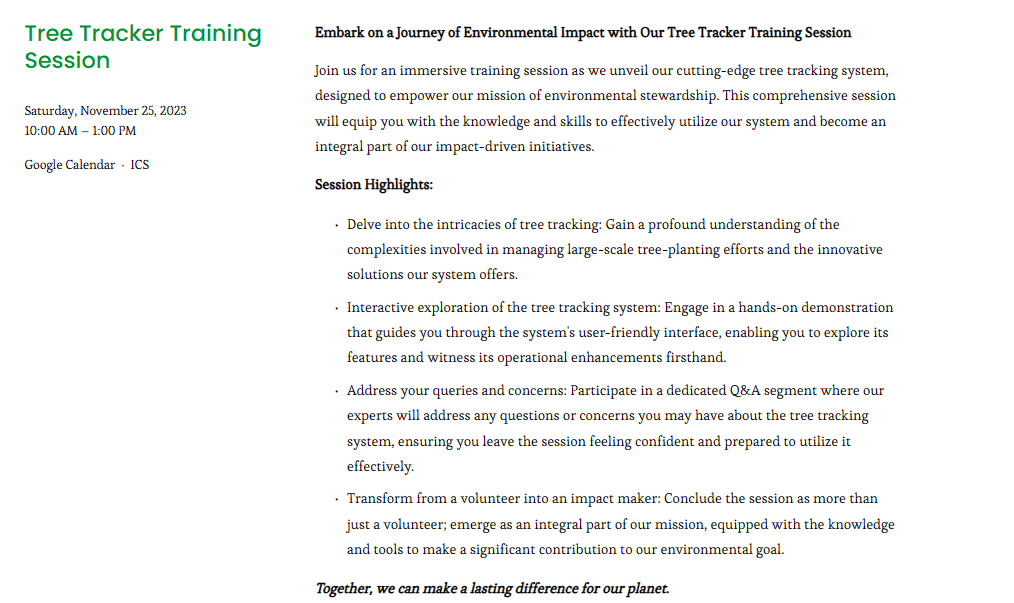 Tree Tracker Training
Session
Saturday, November 25, 2023
10:00 AM – 1:00 PM
Google Calendar · ICS
Embark on a Journey of Environmental Impact with Our Tree Tracker Training Session
Join us for an immersive training session as we unveil our cutting-edge tree tracking system,
designed to empower our mission of environmental stewardship. This comprehensive session
will equip you with the knowledge and skills to effectively utilize our system and become an
integral part of our impact-driven initiatives.
Session Highlights:
· Delve into the intricacies of tree tracking: Gain a profound understanding of the
complexities involved in managing large-scale tree-planting efforts and the innovative
solutions our system offers.
· Interactive exploration of the tree tracking system: Engage in a hands-on demonstration
that guides you through the system's user-friendly interface, enabling you to explore its
features and witness its operational enhancements firsthand.
· Address your queries and concerns: Participate in a dedicated Q&A segment where our
experts will address any questions or concerns you may have about the tree tracking
system, ensuring you leave the session feeling confident and prepared to utilize it
effectively.
· Transform from a volunteer into an impact maker: Conclude the session as more than
just a volunteer; emerge as an integral part of our mission, equipped with the knowledge
and tools to make a significant contribution to our environmental goal.
Together, we can make a lasting difference for our planet.